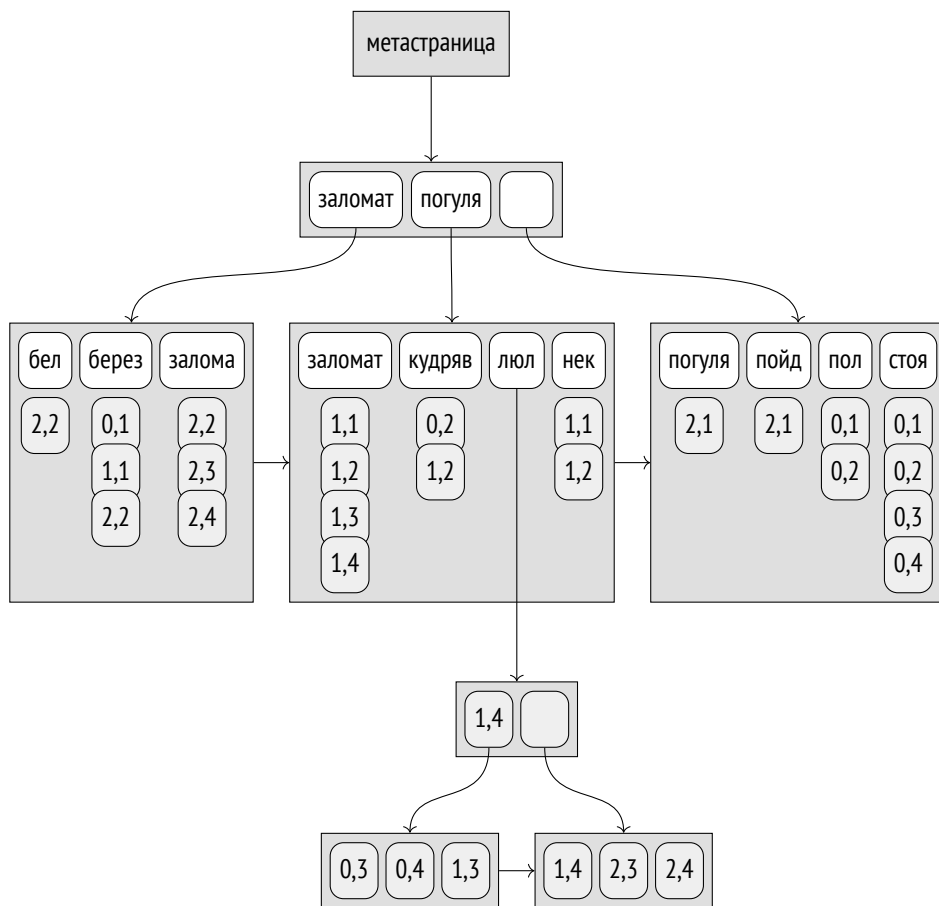 метастраница
заломат погуля
бел берез залома заломат кудряв люл нек погуля пойд пол стоя
2,2 0,1 2,2 1,1 0,2 1,1 2,1 2,1 0,1 0,1
1,1 2,3 1,2 1,2 1,2 0,2 0,2
2,2 2,4 1,3 0,3
1,4 0,4
1,4
0,3 0,4 1,3 1,4 2,3 2,4